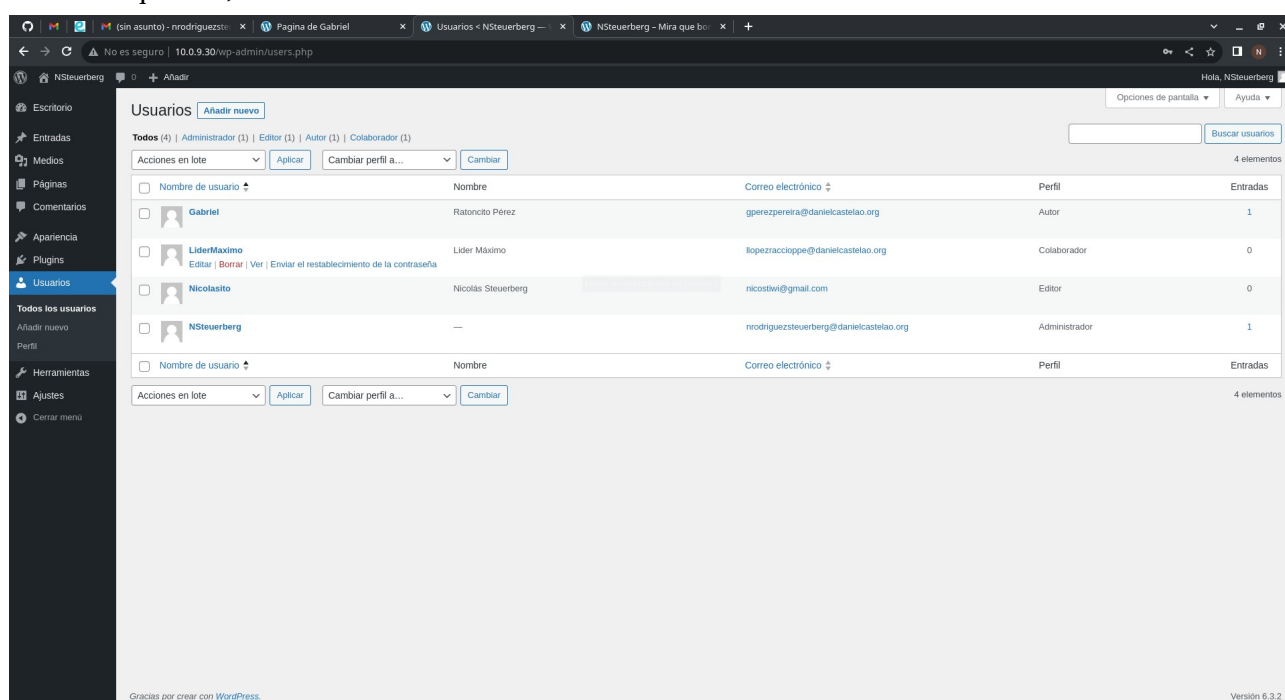 (sin asunto) - nrodriguezste
Pagina de Gabriel
Usuarios < NSteuerberg —
NSteuerberg – Mira que bo
No es seguro | 10.0.9.30/wp-admin/users.php
N
NSteuerberg 0 + Añadir
Hola, NSteuerberg
Escritorio
Entradas
Medios
Páginas
Comentarios
Apariencia
Plugins
Usuarios
Todos los usuarios
Añadir nuevo
Perfil
Herramientas
Ajustes
Cerrar menú
Opciones de pantalla
Ayuda
Usuarios Añadir nuevo
Todos (4) | Administrador (1) | Editor (1) | Autor (1) | Colaborador (1)
Buscar usuarios
Acciones en lote Aplicar Cambiar perfil a… Cambiar 4 elementos
Nombre de usuario Nombre Correo electrónico Perfil Entradas
Gabriel Ratoncito Pérez gperezpereira@danielcastelao.org Autor 1
LíderMaximo Lider Máximo llopezraccioppe@danielcastelao.org Colaborador 0
Editar | Borrar | Ver | Enviar el restablecimiento de la contraseña
Nicolasito Nicolás Steuerberg nicostiwi@gmail.com Editor 0
NSteuerberg — nrodriguezsteuerberg@danielcastelao.org Administrador 1
Nombre de usuario Nombre Correo electrónico Perfil Entradas
Acciones en lote Aplicar Cambiar perfil a… Cambiar 4 elementos
Gracias por crear con WordPress.
Versión 6.3.2